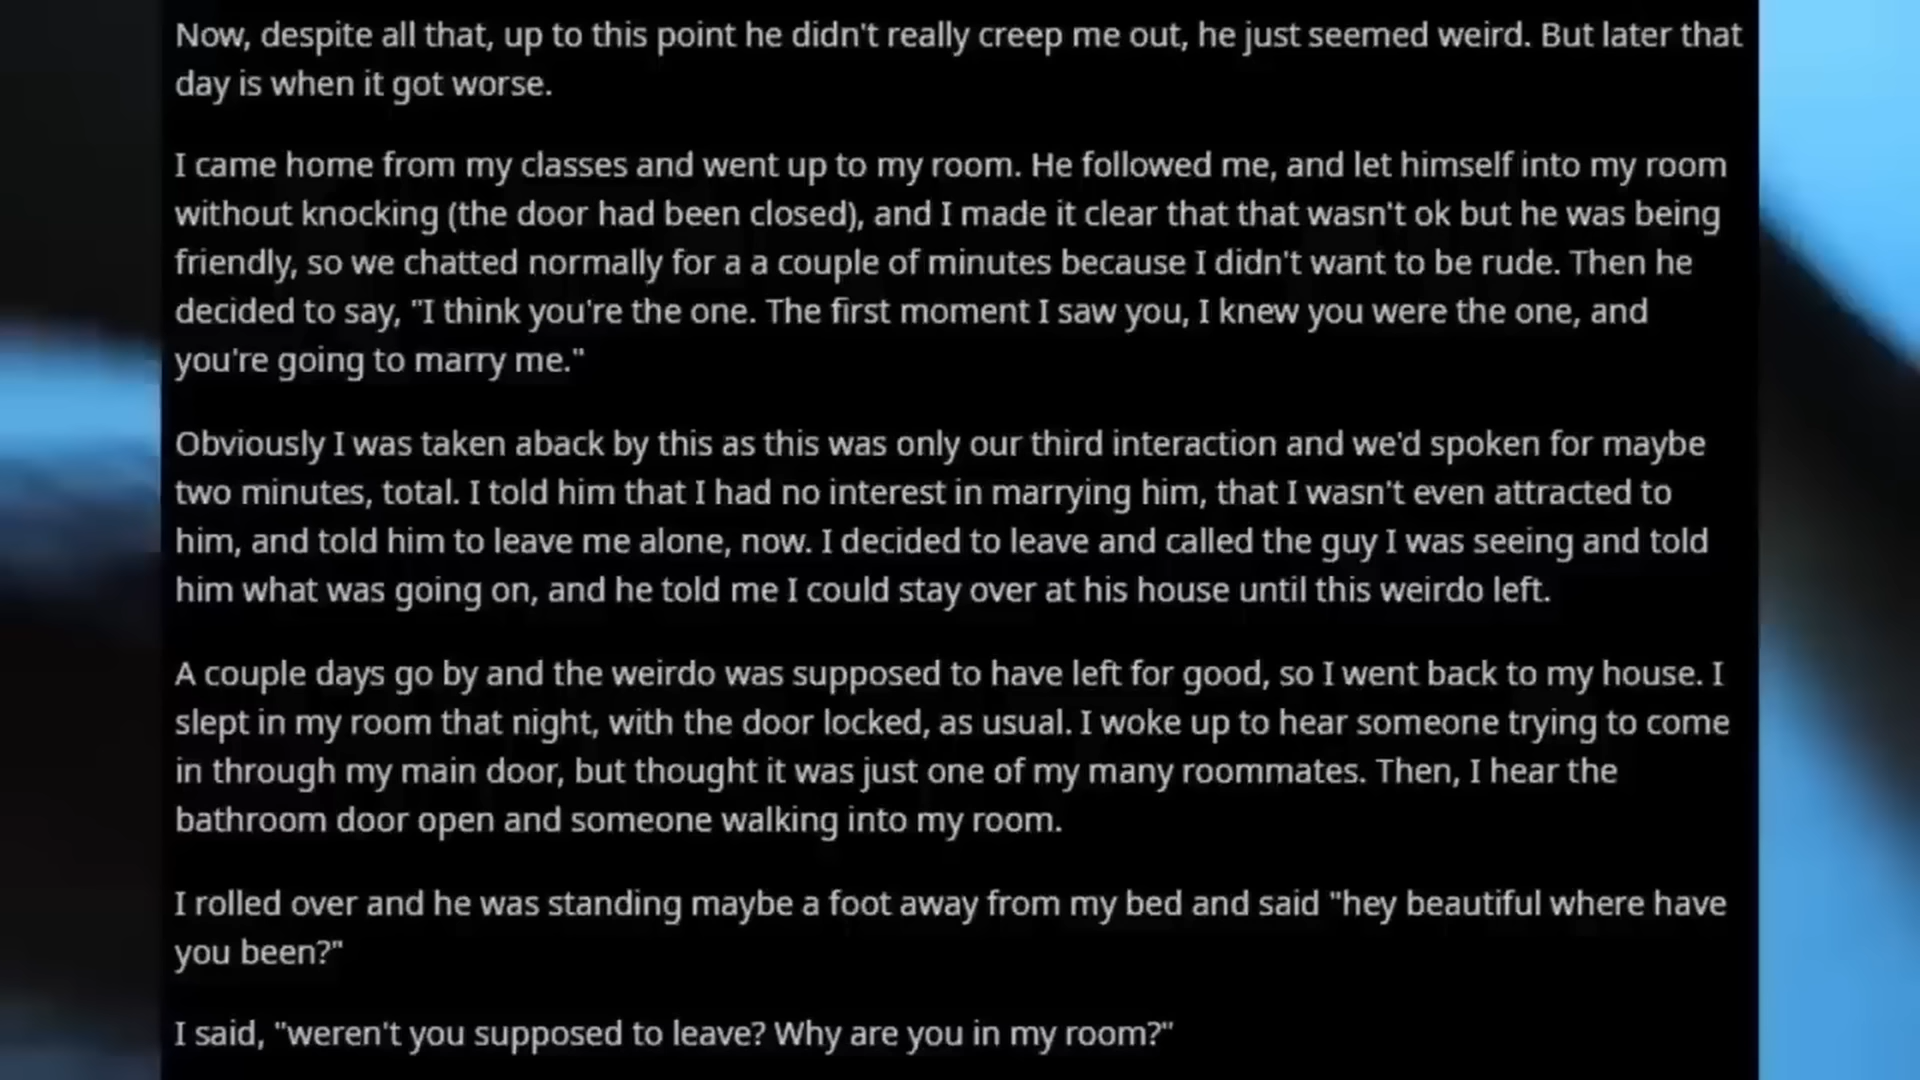 Now, despite all that, up to this point he didn't really creep me out, he just seemed weird. But later that
day is when it got worse.
I came home from my classes and went up to my room. He followed me, and let himself into my room
without knocking (the door had been closed), and I made it clear that that wasn't ok but he was being
friendly, so we chatted normally for a a couple of minutes because I didn't want to be rude. Then he
decided to say, "I think you're the one. The first moment I saw you, I knew you were the one, and
you're going to marry me."
Obviously I was taken aback by this as this was only our third interaction and we'd spoken for maybe
two minutes, total. I told him that I had no interest in marrying him, that I wasn't even attracted to
him, and told him to leave me alone, now. I decided to leave and called the guy I was seeing and told
him what was going on, and he told me I could stay over at his house until this weirdo left.
A couple days go by and the weirdo was supposed to have left for good, so I went back to my house. I
slept in my room that night, with the door locked, as usual. I woke up to hear someone trying to come
in through my main door, but thought it was just one of my many roommates. Then, I hear the
bathroom door open and someone walking into my room.
I rolled over and he was standing maybe a foot away from my bed and said "hey beautiful where have
you been?"
I said, "weren't you supposed to leave? Why are you in my room?"